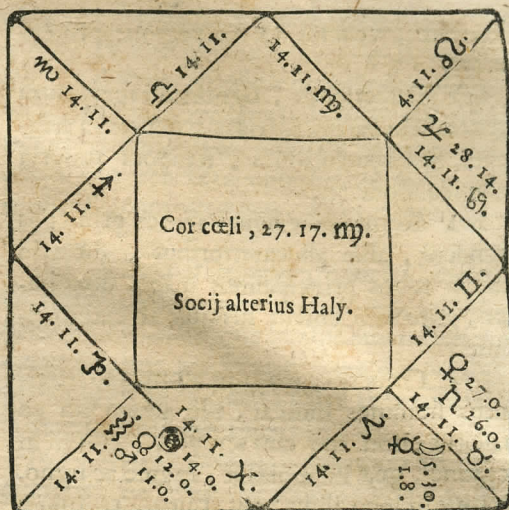 ♏ 14. 11.
♎ 14. 11.
14. 11. ♍.
4. 11. ♌.
♃ 28. 14.
14. 11. ♋.
14. 11. ♐.
Cor cœli, 27. 17. ♍.
Socij alterius Haly.
14. 11. ♊.
14. 11. ♑.
♀ 27. 0.
♄ 26. 0.
14. 11. ♉.
14. 11. ♒.
14. 11. ♓.
☉ 14. 0.
☊ 12. 0.
♂ 11. 0.
14. 11. ♈.
☽ 5. 30.
☿ 1. 8.